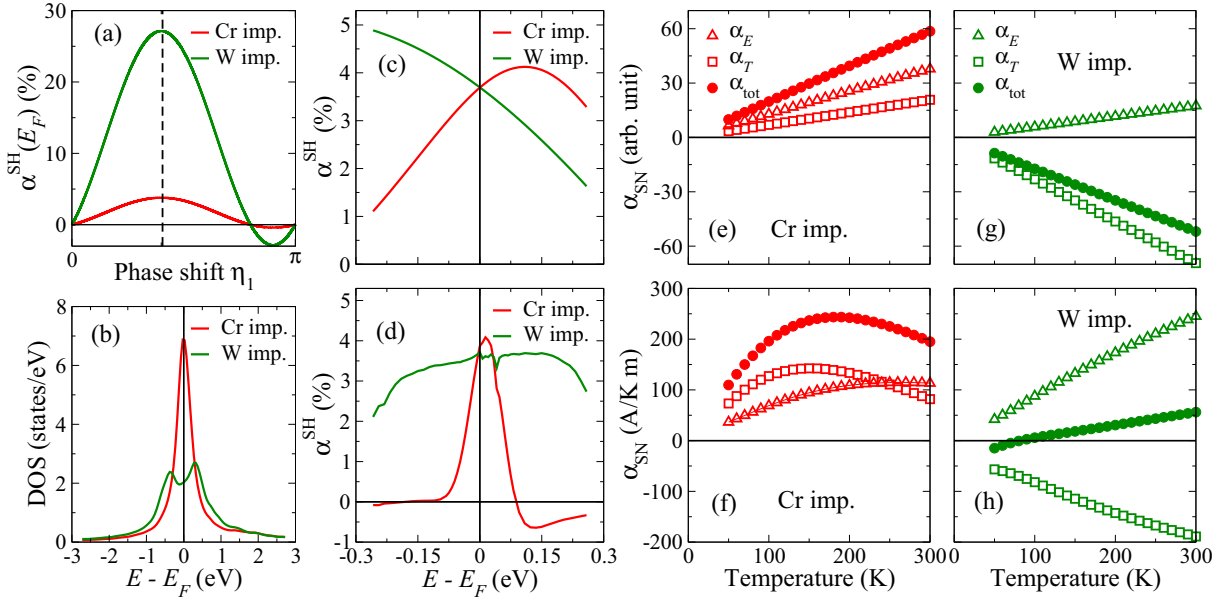 30
20
10
0
α^SH(E_F) (%)
(a)
Cr imp.
W imp.
0
π
Phase shift η₁
8
6
4
2
0
DOS (states/eV)
(b)
Cr imp.
W imp.
-3
-2
-1
0
1
2
3
E - E_F (eV)
5
4
3
2
1
0
α^SH (%)
(c)
Cr imp.
W imp.
5
4
3
2
1
0
-1
α^SH (%)
(d)
Cr imp.
W imp.
-0.3
-0.15
0
0.15
0.3
E - E_F (eV)
60
30
0
-30
-60
α_SN (arb. unit)
α_E
α_T
α_tot
(e)
Cr imp.
α_E
α_T
α_tot
W imp.
(g)
300
200
100
0
-100
-200
α_SN (A/K m)
(f)
Cr imp.
0
100
200
300
Temperature (K)
W imp.
(h)
0
100
200
300
Temperature (K)